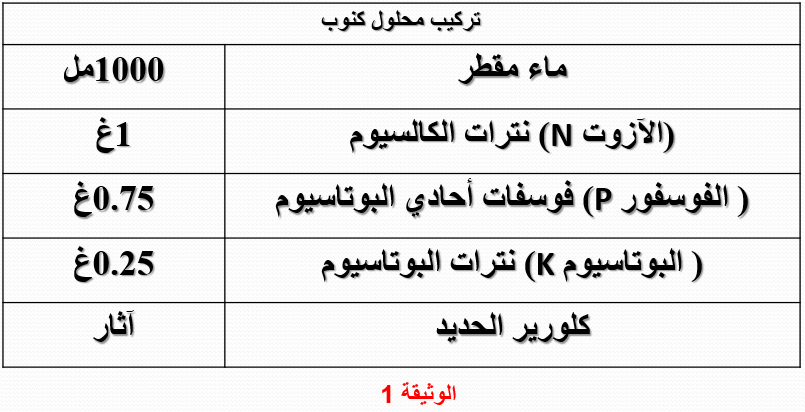 تركيب محلول كنوب
ماء مقطر 1000مل
(الآزوت N) نترات الكالسيوم 1غ
( الفوسفور P) فوسفات أحادي البوتاسيوم 0.75غ
( البوتاسيوم K) نترات البوتاسيوم 0.25غ
كلورير الحديد آثار
الوثيقة 1